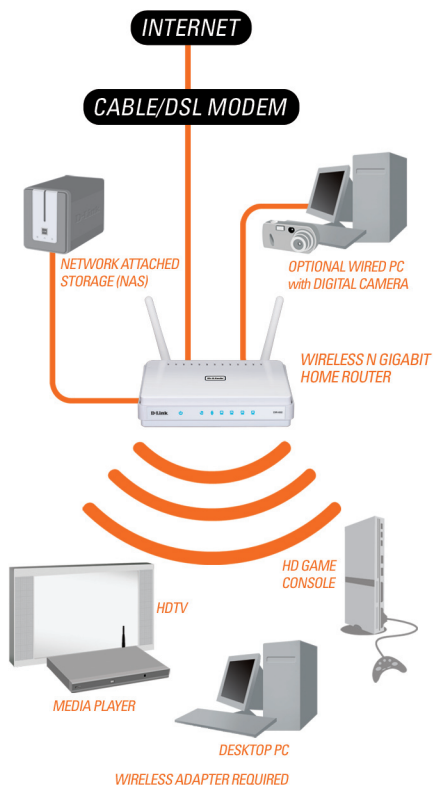 INTERNET
CABLE/DSL MODEM
NETWORK ATTACHED
STORAGE (NAS)
OPTIONAL WIRED PC
with DIGITAL CAMERA
WIRELESS N GIGABIT
HOME ROUTER
D-Link
D-Link
HD GAME
CONSOLE
HDTV
MEDIA PLAYER
DESKTOP PC
WIRELESS ADAPTER REQUIRED